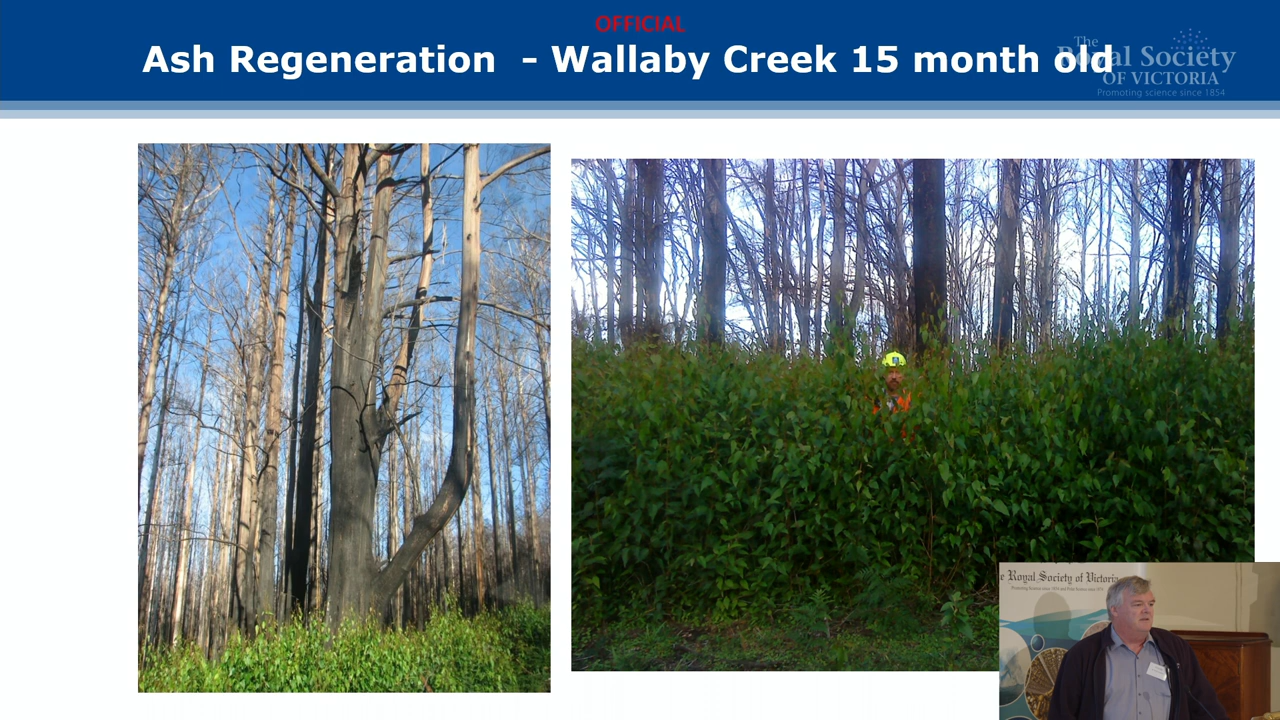 OFFICIAL
Ash Regeneration – Wallaby Creek 15 month old
The
Royal Society
OF VICTORIA
Promoting science since 1854
e Royal Society of Victoria